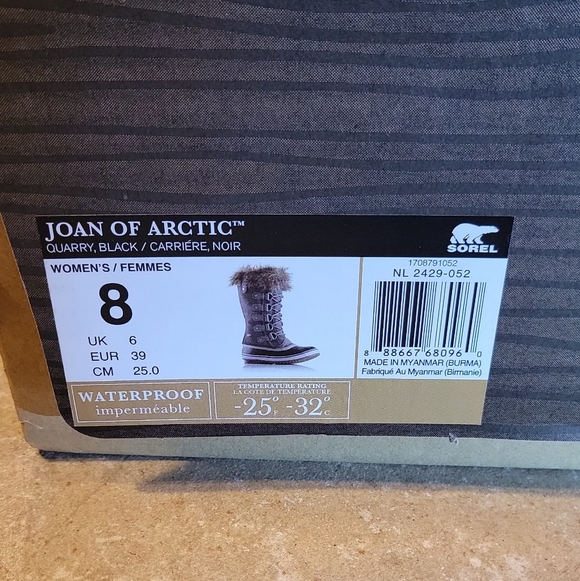 JOAN OF ARCTIC™
QUARRY, BLACK / CARRIÉRE, NOIR
SOREL
WOMEN'S / FEMMES
8
UK 6
EUR 39
CM 25.0
1708791052
NL 2429-052
8 88667 68096 0
MADE IN MYANMAR (BURMA)
Fabriqué Au Myanmar (Birmanie)
WATERPROOF
imperméable
TEMPERATURE RATING
LA COTE DE TEMPÉRATURE
-25°F -32°C